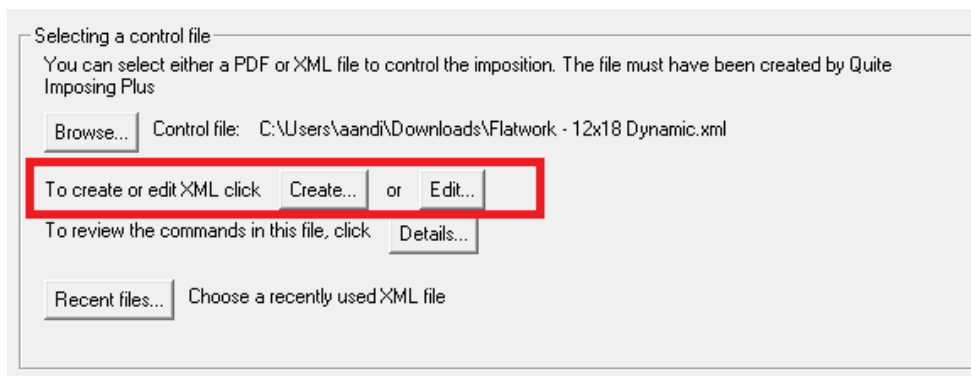 Selecting a control file
You can select either a PDF or XML file to control the imposition. The file must have been created by Quite
Imposing Plus
Browse... Control file: C:\Users\aandi\Downloads\Flatwork - 12x18 Dynamic.xml
To create or edit XML click Create... or Edit...
To review the commands in this file, click Details...
Recent files... Choose a recently used XML file